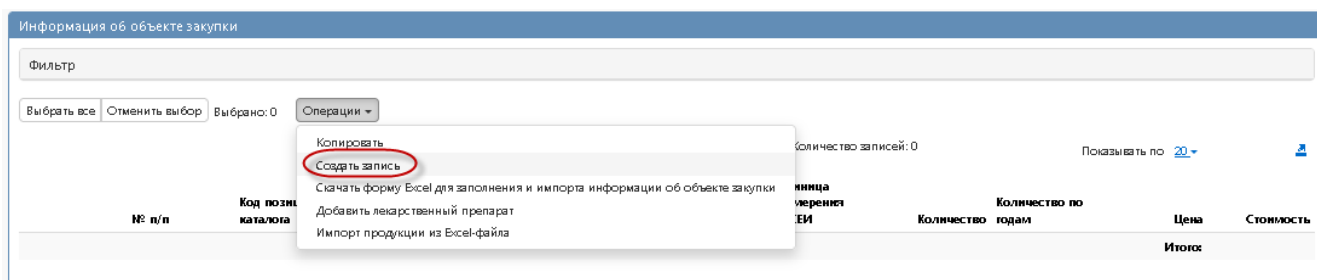 Информация об объекте закупки
Фильтр
Выбрать все Отменить выбор Выбрано: 0 Операции
Копировать
Создать запись
Скачать форму Excel для заполнения и импорта информации об объекте закупки
Добавить лекарственный препарат
Импорт продукции из Excel-файла
Количество записей: 0 Показывать по 20
№ п/п
Код
каталога
Количество
Количество по
годам
Цена
Стоимость
Итого: